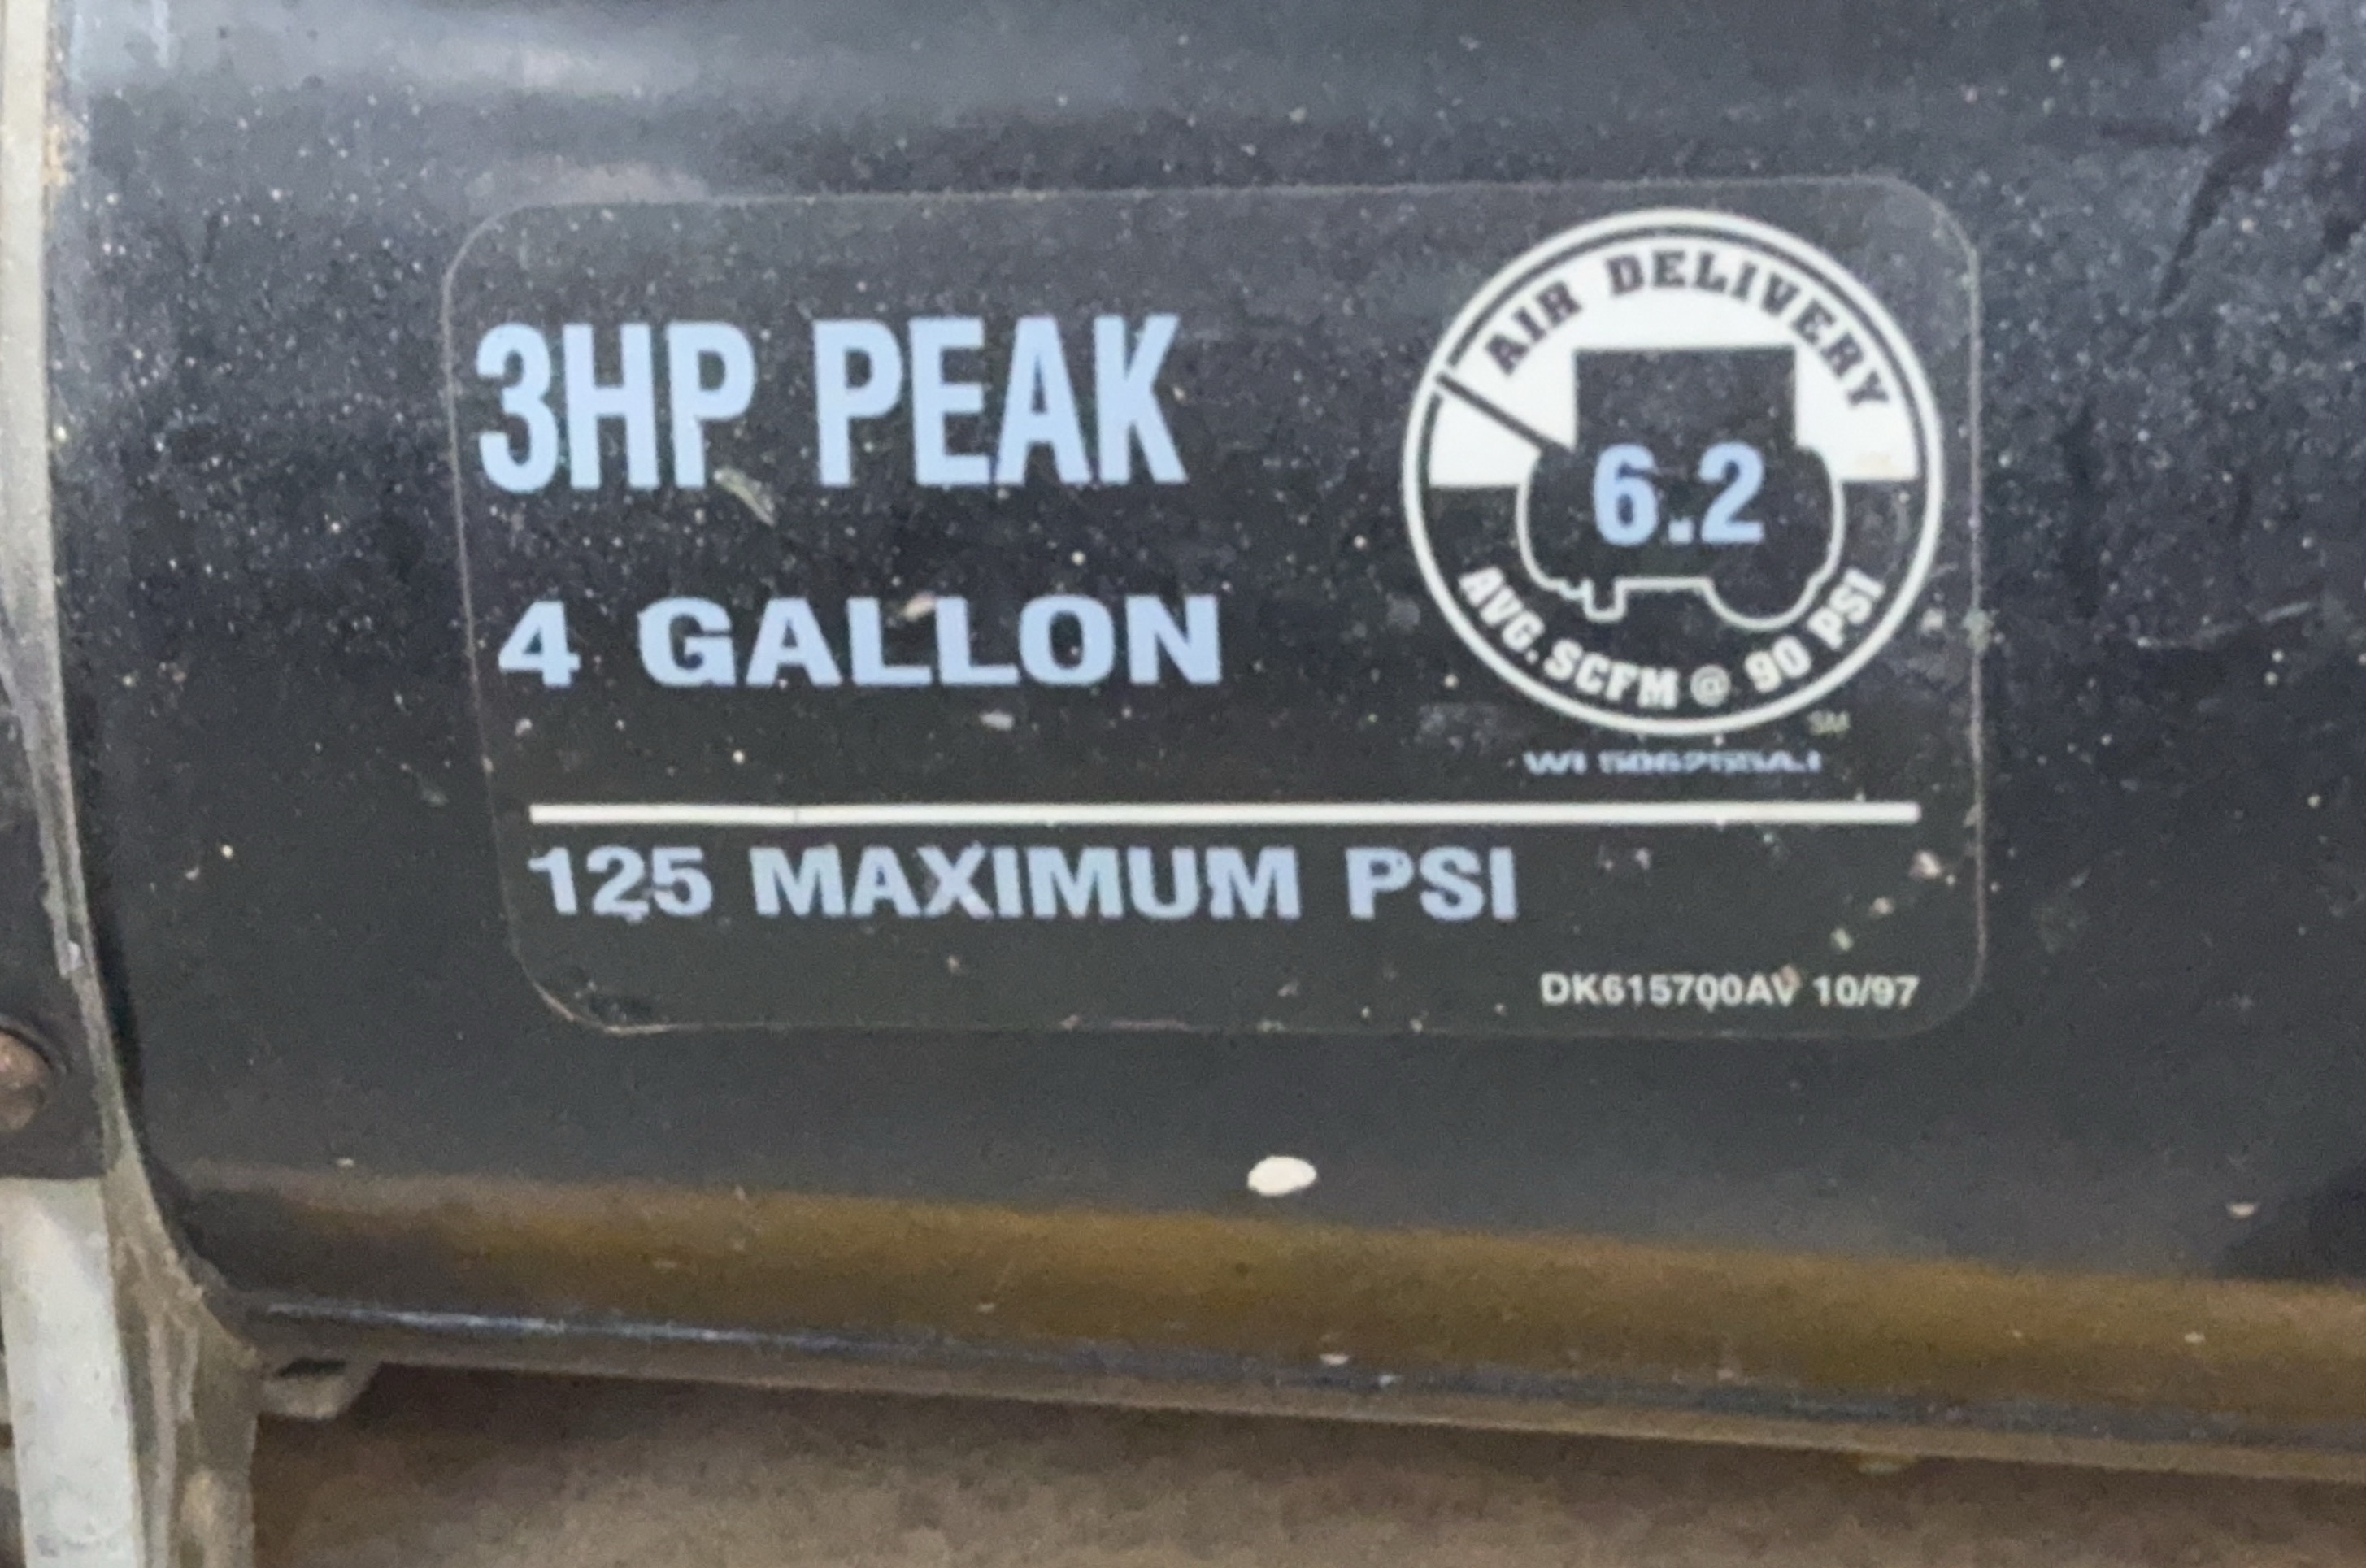 3HP PEAK
4 GALLON
AIR DELIVERY
6.2
AVG. SCFM @ 90 PSI
SM
125 MAXIMUM PSI
DK615700AV 10/97